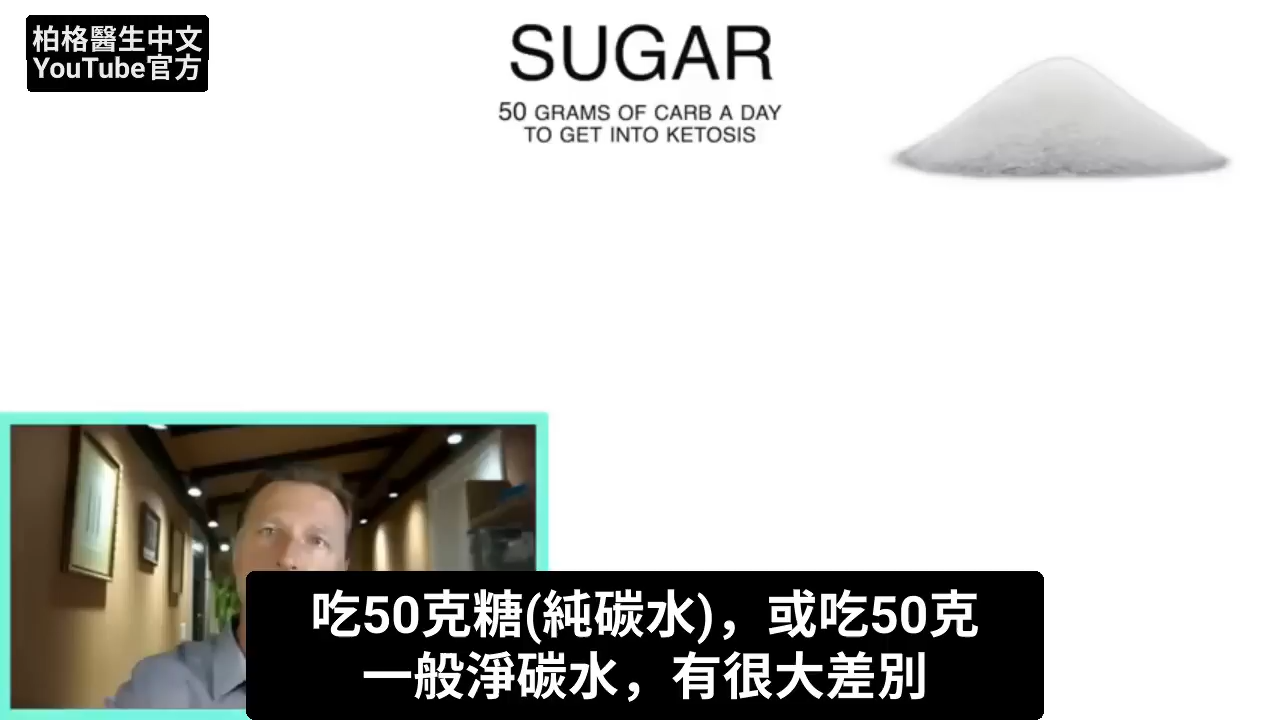 柏格醫生中文
YouTube官方
SUGAR
50 GRAMS OF CARB A DAY
TO GET INTO KETOSIS
吃50克糖(純碳水)，或吃50克
一般淨碳水，有很大差別